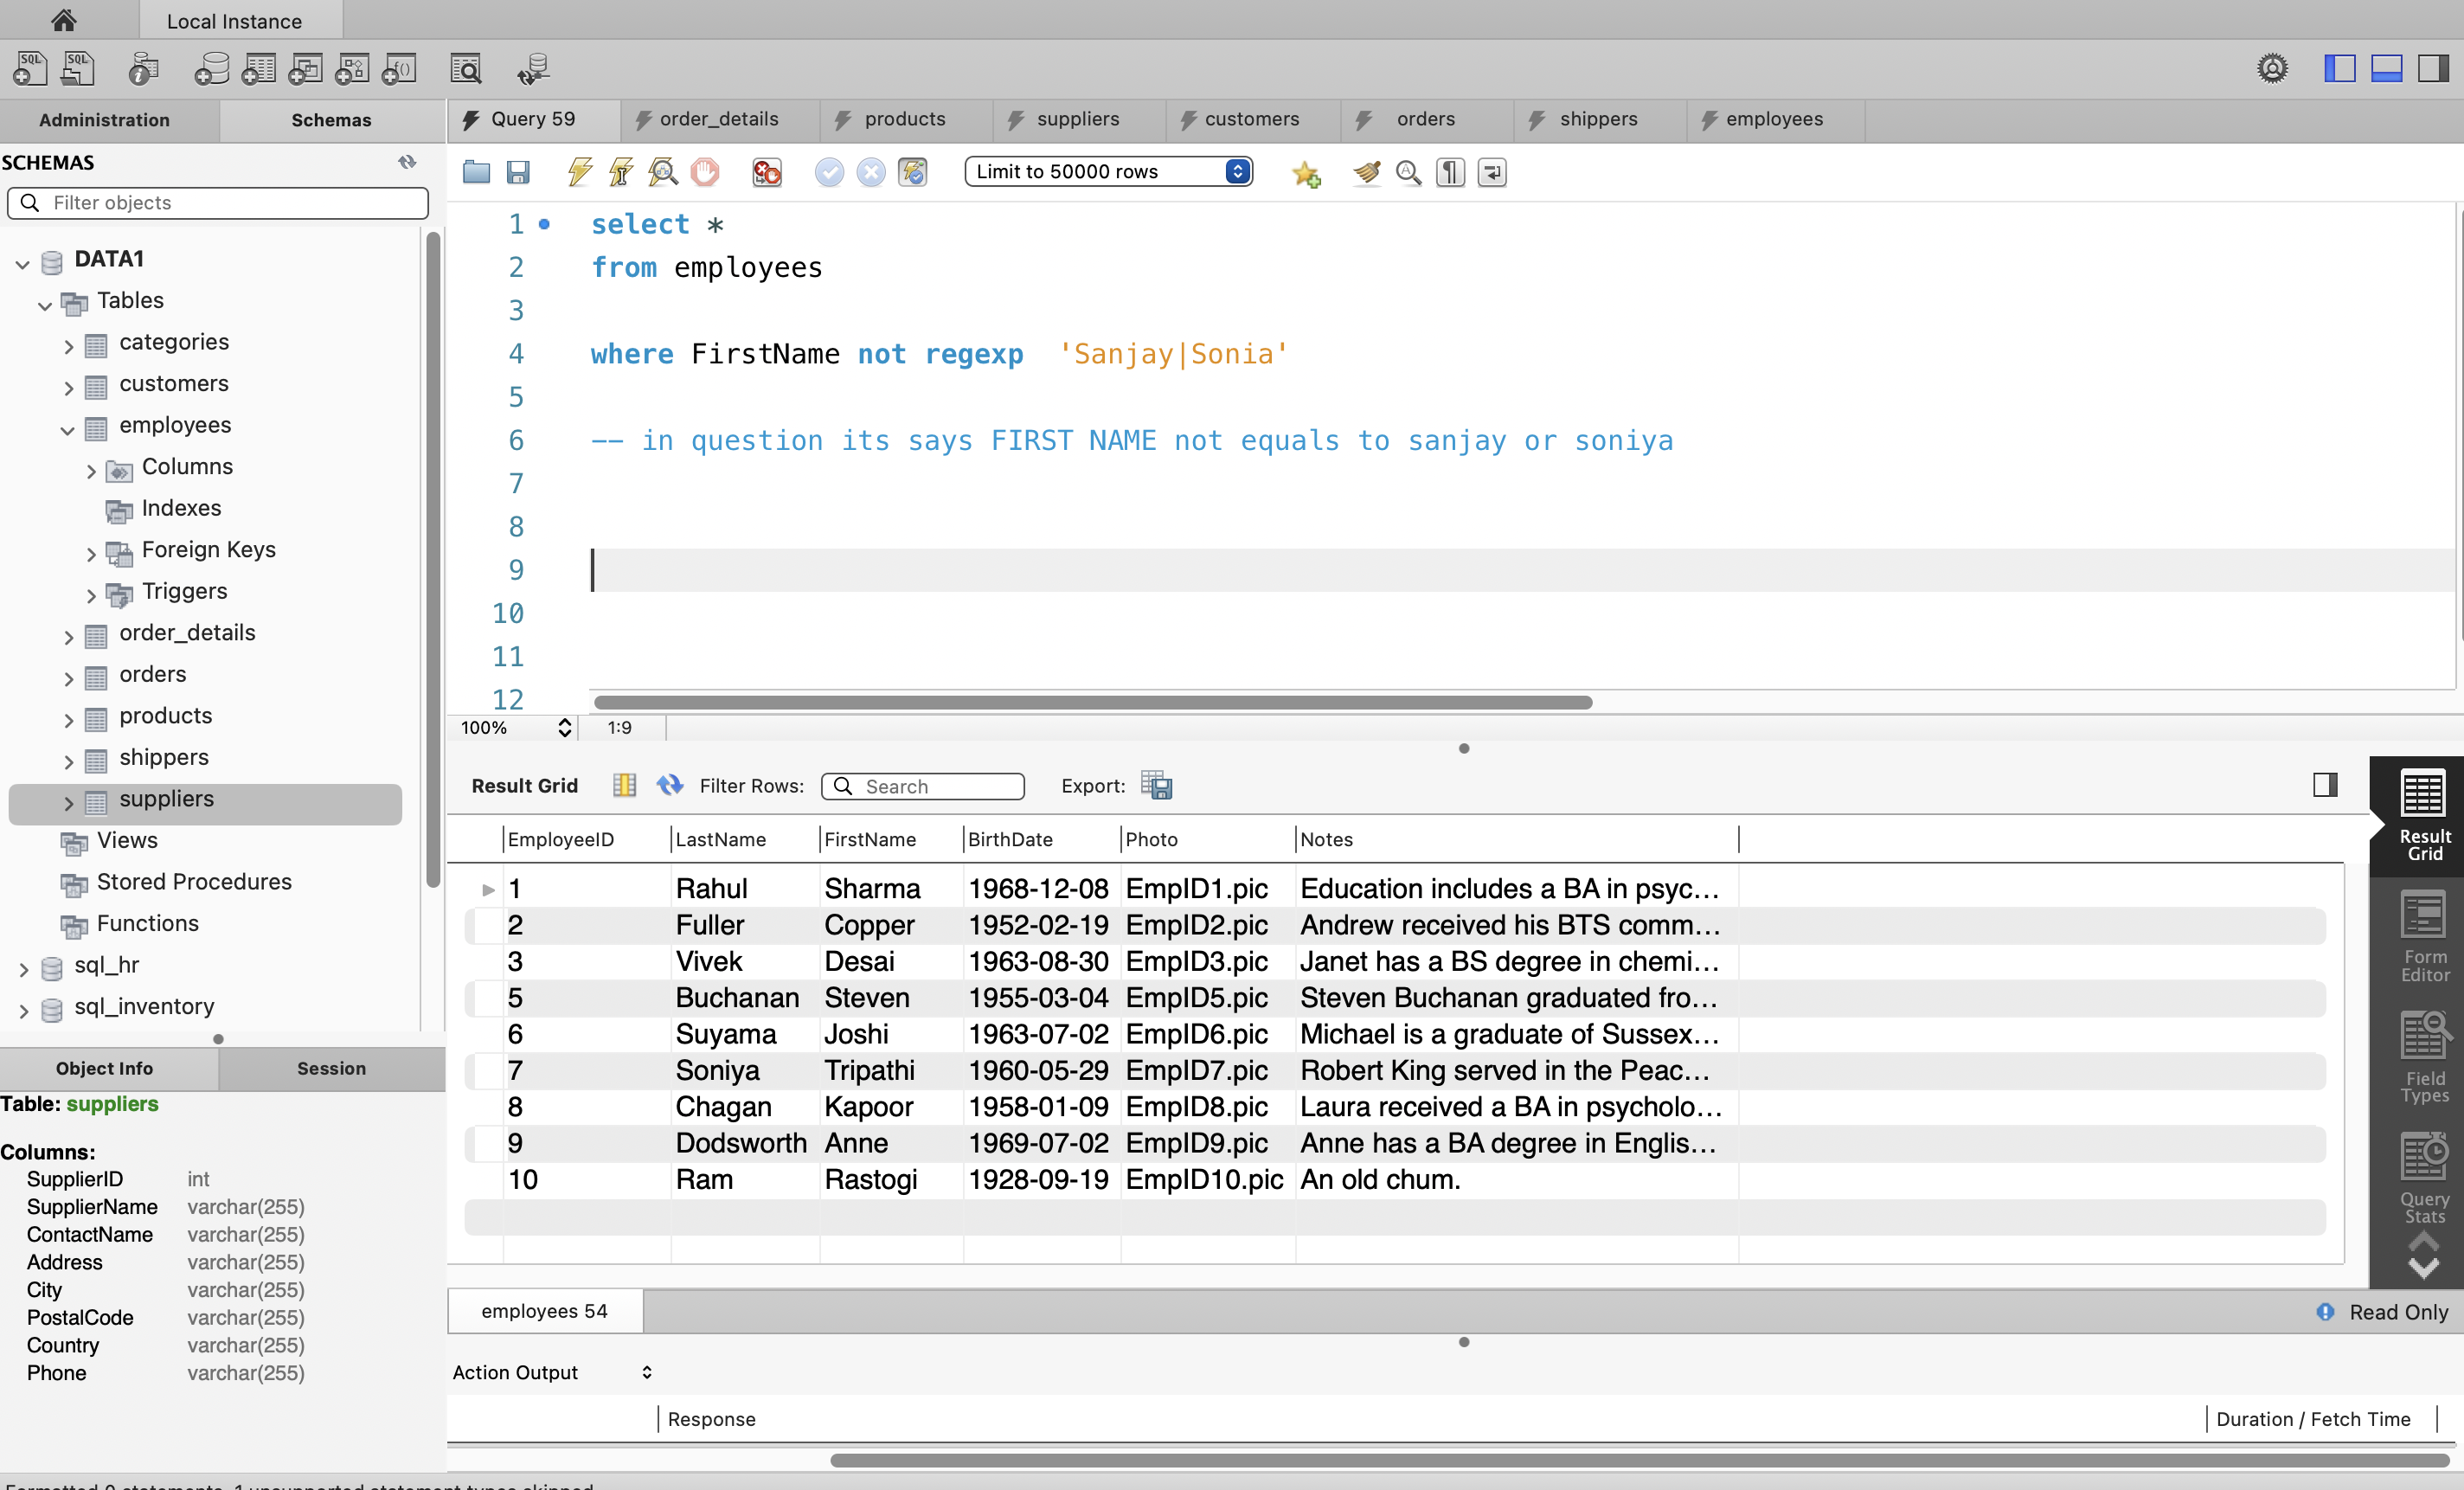 Local Instance
SQL SQL
Administration Schemas
SCHEMAS
Filter objects
DATA1
Tables
categories
customers
employees
Columns
Indexes
Foreign Keys
Triggers
order_details
orders
products
shippers
suppliers
Views
Stored Procedures
Functions
sql_hr
sql_inventory
Object Info Session
Table: suppliers
Columns:
SupplierID int
SupplierName varchar(255)
ContactName varchar(255)
Address varchar(255)
City varchar(255)
PostalCode varchar(255)
Country varchar(255)
Phone varchar(255)
Query 59 order_details products suppliers customers orders shippers employees
Limit to 50000 rows
1 select *
2 from employees
3
4 where FirstName not regexp 'Sanjay|Sonia'
5
6 -- in question its says FIRST NAME not equals to sanjay or soniya
7
8
9
10
11
12
100% 1:9
Result Grid Filter Rows: Search Export:
EmployeeID LastName FirstName BirthDate Photo Notes
1 Rahul Sharma 1968-12-08 EmpID1.pic Education includes a BA in psyc...
2 Fuller Copper 1952-02-19 EmpID2.pic Andrew received his BTS comm...
3 Vivek Desai 1963-08-30 EmpID3.pic Janet has a BS degree in chemi...
5 Buchanan Steven 1955-03-04 EmpID5.pic Steven Buchanan graduated fro...
6 Suyama Joshi 1963-07-02 EmpID6.pic Michael is a graduate of Sussex...
7 Soniya Tripathi 1960-05-29 EmpID7.pic Robert King served in the Peac...
8 Chagan Kapoor 1958-01-09 EmpID8.pic Laura received a BA in psycholo...
9 Dodsworth Anne 1969-07-02 EmpID9.pic Anne has a BA degree in Englis...
10 Ram Rastogi 1928-09-19 EmpID10.pic An old chum.
Result
Grid
Form
Editor
Field
Types
Query
Stats
employees 54 Read Only
Action Output
Response Duration / Fetch Time
Formatted 0 statements, 1 unsupported statement types skipped